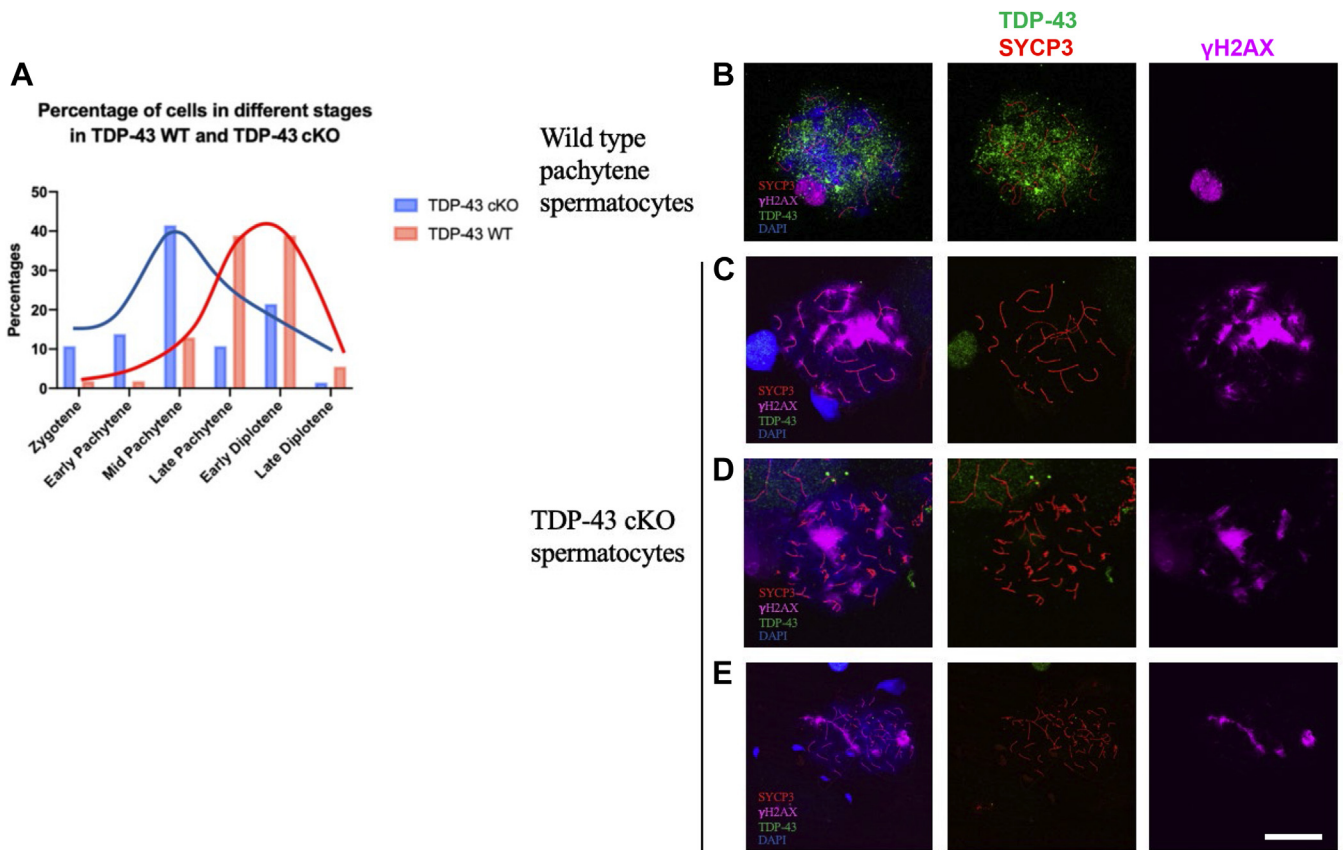 A
Percentage of cells in different stages
in TDP-43 WT and TDP-43 cKO
Percentages
50
40
30
20
10
0
Zygotene
Early Pachytene
Mid Pachytene
Late Pachytene
Early Diplotene
Late Diplotene
TDP-43 cKO
TDP-43 WT
Wild type
pachytene
spermatocytes
TDP-43 cKO
spermatocytes
TDP-43
SYCP3
γH2AX
B
SYCP3
γH2AX
TDP-43
DAPI
C
SYCP3
γH2AX
TDP-43
DAPI
D
SYCP3
γH2AX
TDP-43
DAPI
E
SYCP3
γH2AX
TDP-43
DAPI